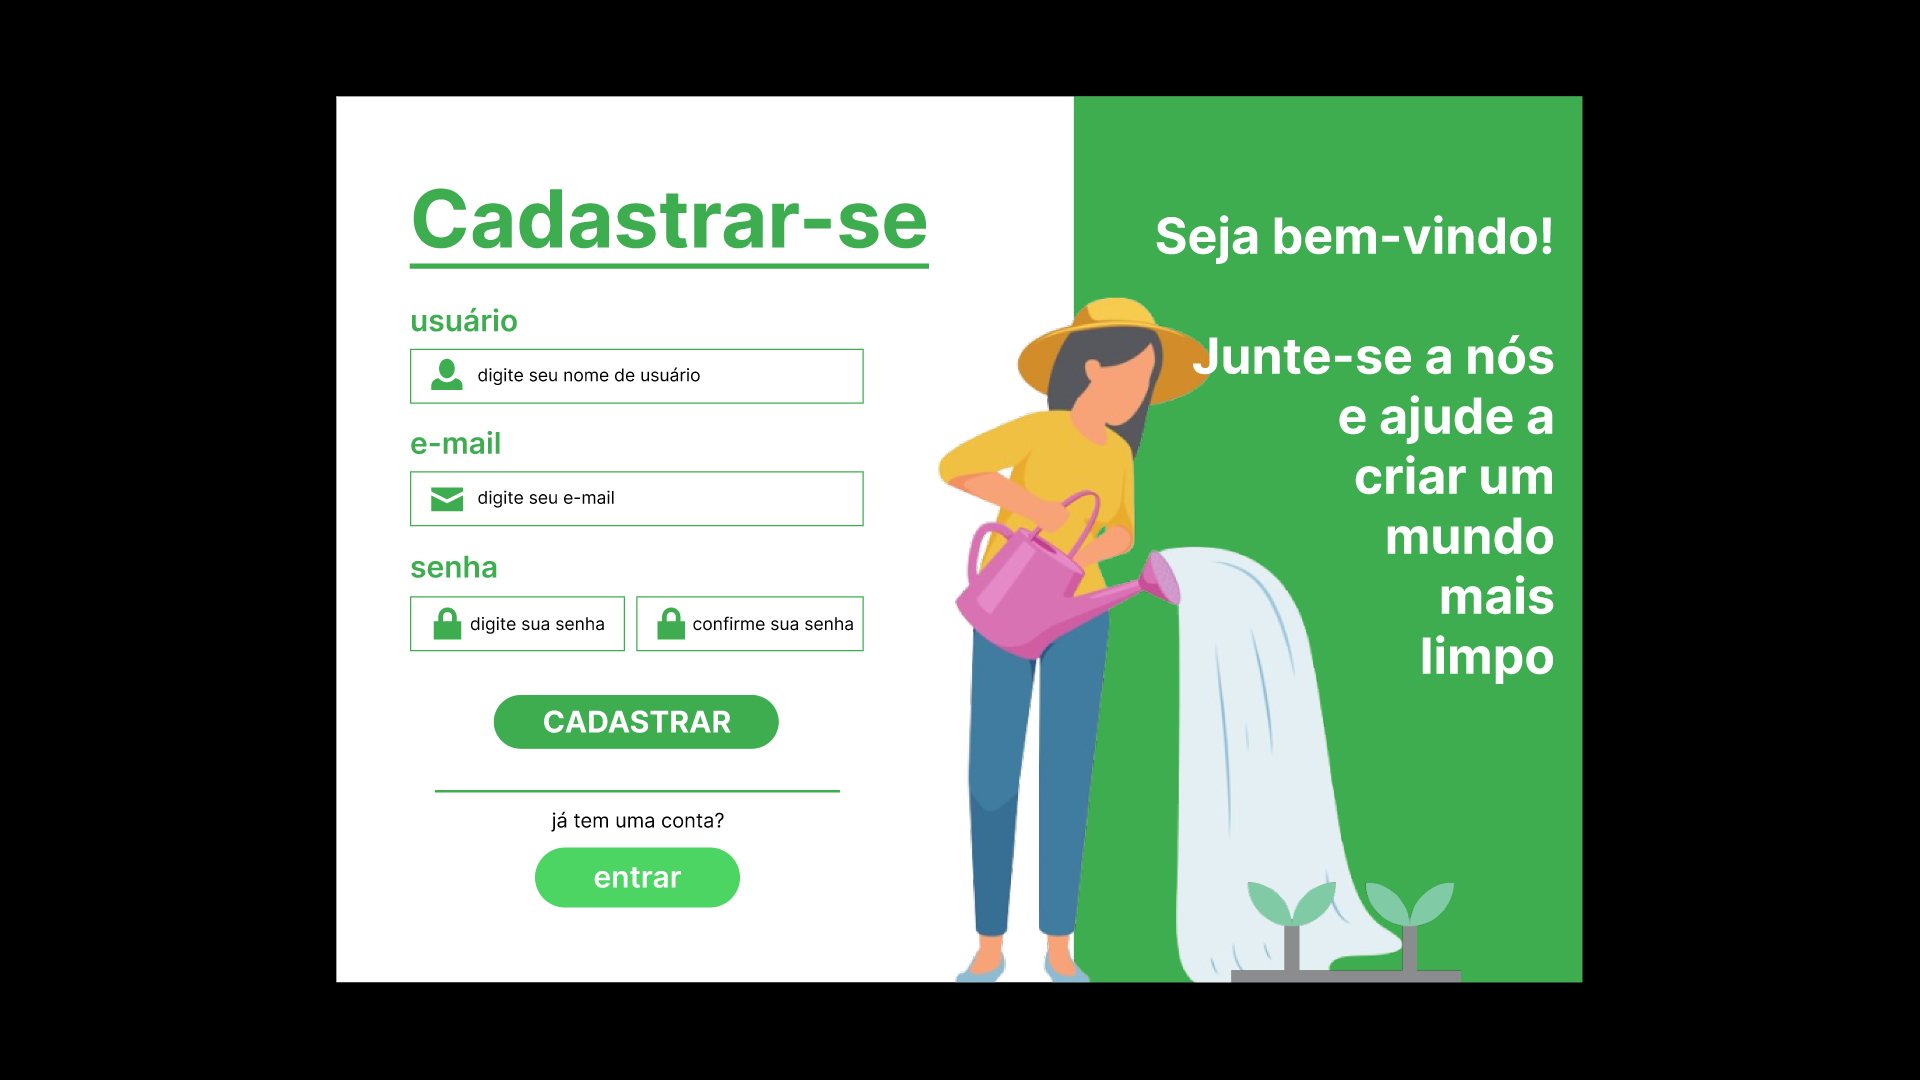 Cadastrar-se
usuário
digite seu nome de usuário
e-mail
digite seu e-mail
senha
digite sua senha
confirme sua senha
CADASTRAR
já tem uma conta?
entrar
Seja bem-vindo!
Junte-se a nós
e ajude a
criar um
mundo
mais
limpo